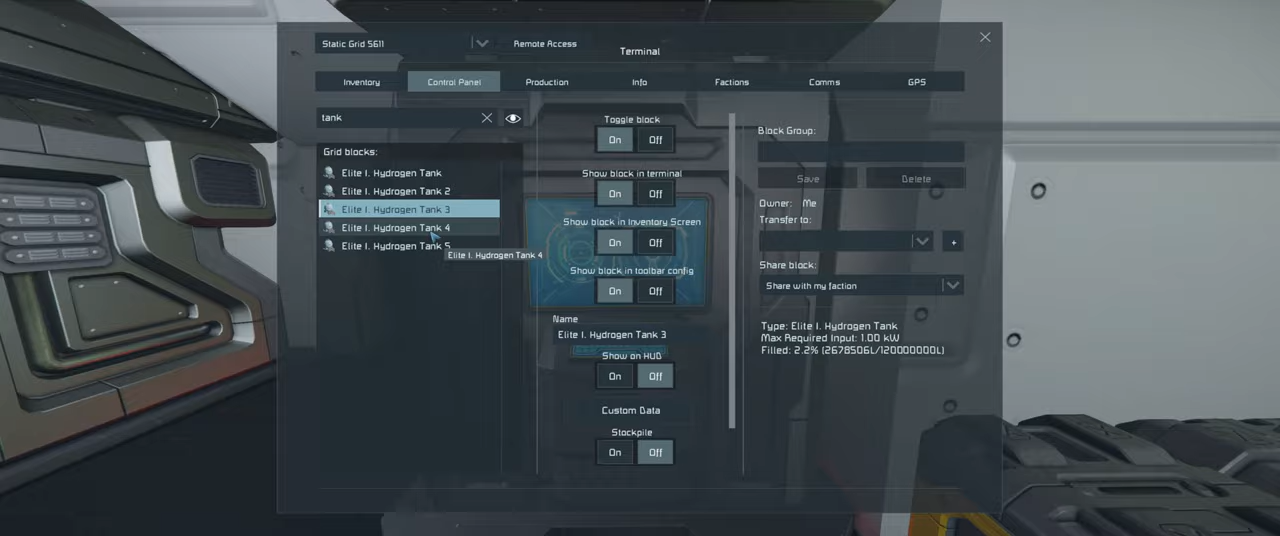 Static Grid 5611
Remote Access
Terminal
Inventory
Control Panel
Production
Info
Factions
Comms
GPS
tank
Grid blocks:
Elite I. Hydrogen Tank
Elite I. Hydrogen Tank 2
Elite I. Hydrogen Tank 3
Elite I. Hydrogen Tank 4
Elite I. Hydrogen Tank 5
Elite I. Hydrogen Tank 4
Toggle block
On Off
Show block in terminal
On Off
Show block in Inventory Screen
On Off
Show block in toolbar config
On Off
Name
Elite I. Hydrogen Tank 3
Show on HUD
On Off
Custom Data
Stockpile
On Off
Block Group:
Save Delete
Owner: Me
Transfer to:
+
Share block:
Share with my faction
Type: Elite I. Hydrogen Tank
Max Required Input: 1.00 kW
Filled: 2.2% (2678506L/120000000L)